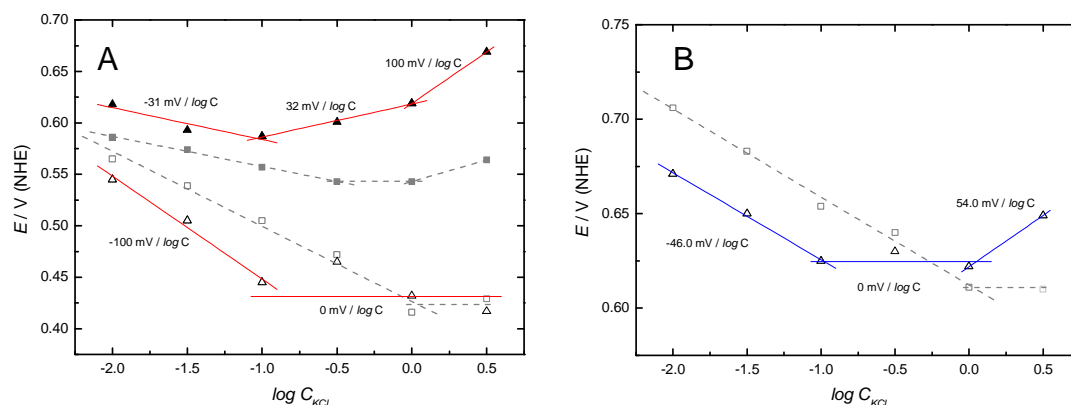 A
0.70
0.65
0.60
0.55
0.50
0.45
0.40
E / V (NHE)
-31 mV / log C
32 mV / log C
100 mV / log C
-100 mV / log C
0 mV / log C
-2.0 -1.5 -1.0 -0.5 0.0 0.5
log C_KCl
B
0.75
0.70
0.65
0.60
E / V (NHE)
54.0 mV / log C
-46.0 mV / log C
0 mV / log C
-2.0 -1.5 -1.0 -0.5 0.0 0.5
log C_KCl